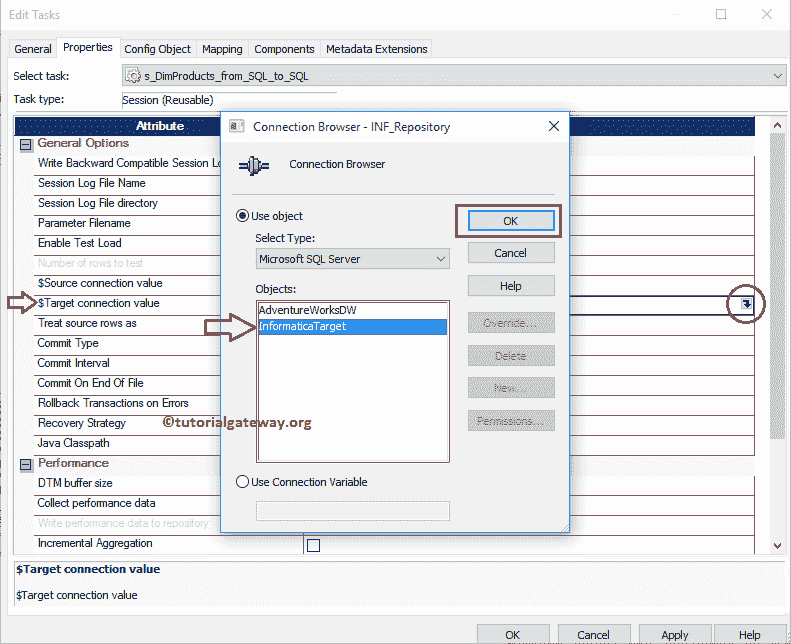 Edit Tasks
General Properties Config Object Mapping Components Metadata Extensions
Select task: s_DimProducts_from_SQL_to_SQL
Task type: Session (Reusable)
Attribute
General Options
Write Backward Compatible Session Lo
Session Log File Name
Session Log File directory
Parameter Filename
Enable Test Load
Number of rows to test
$Source connection value
$Target connection value
Treat source rows as
Commit Type
Commit Interval
Commit On End Of File
Rollback Transactions on Errors
Recovery Strategy
Java Classpath
Performance
DTM buffer size
Collect performance data
Write performance data to repository
Incremental Aggregation
Connection Browser - INF_Repository
Connection Browser
Use object
Select Type:
Microsoft SQL Server
Objects:
AdventureWorksDW
InformaticaTarget
Use Connection Variable
OK
Cancel
Help
Override...
Delete
New...
Permissions...
©tutorialgateway.org
$Target connection value
$Target connection value
OK Cancel Apply Help